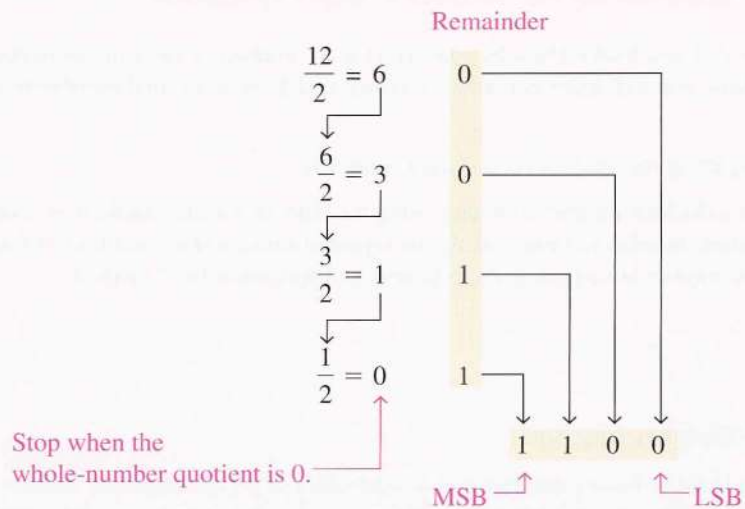 Remainder
12/2 = 6 0
6/2 = 3 0
3/2 = 1 1
1/2 = 0 1
Stop when the
whole-number quotient is 0.
1 1 0 0
MSB LSB